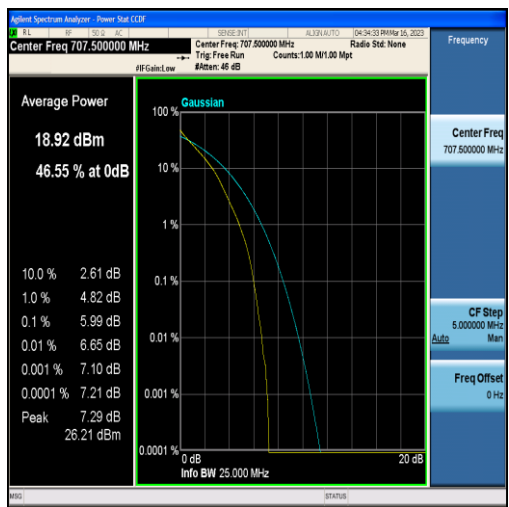 Agilent Spectrum Analyzer - Power Stat CCDF
RL RF 50 Ω AC SENSE:INT ALIGN AUTO 04:34:33 PM Mar 16, 2023
Center Freq 707.500000 MHz
Center Freq: 707.500000 MHz Radio Std: None
Trig: Free Run Counts:1.00 M/1.00 Mpt
#IFGain:Low #Atten: 46 dB
Frequency
Average Power
18.92 dBm
46.55 % at 0dB
10.0 % 2.61 dB
1.0 % 4.82 dB
0.1 % 5.99 dB
0.01 % 6.65 dB
0.001 % 7.10 dB
0.0001 % 7.21 dB
Peak 7.29 dB
26.21 dBm
Gaussian
100 %
10 %
1 %
0.1 %
0.01 %
0.001 %
0.0001 %
0 dB 20 dB
Info BW 25.000 MHz
Center Freq
707.500000 MHz
CF Step
5.000000 MHz
Auto Man
Freq Offset
0 Hz
MSG STATUS